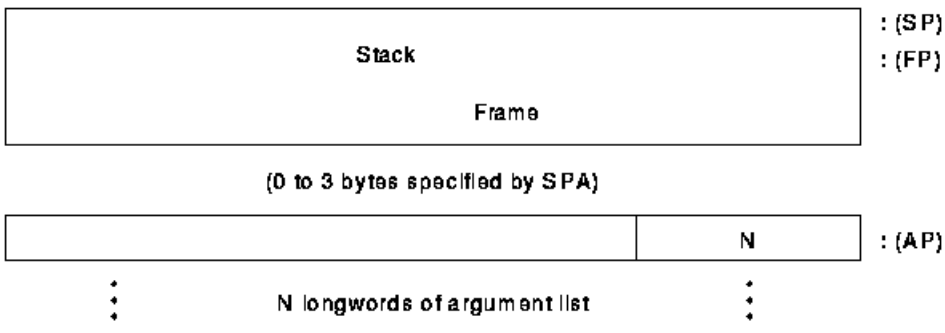 : (SP)
Stack : (FP)
Frame
(0 to 3 bytes specified by SPA)
N : (AP)
N longwords of argument list